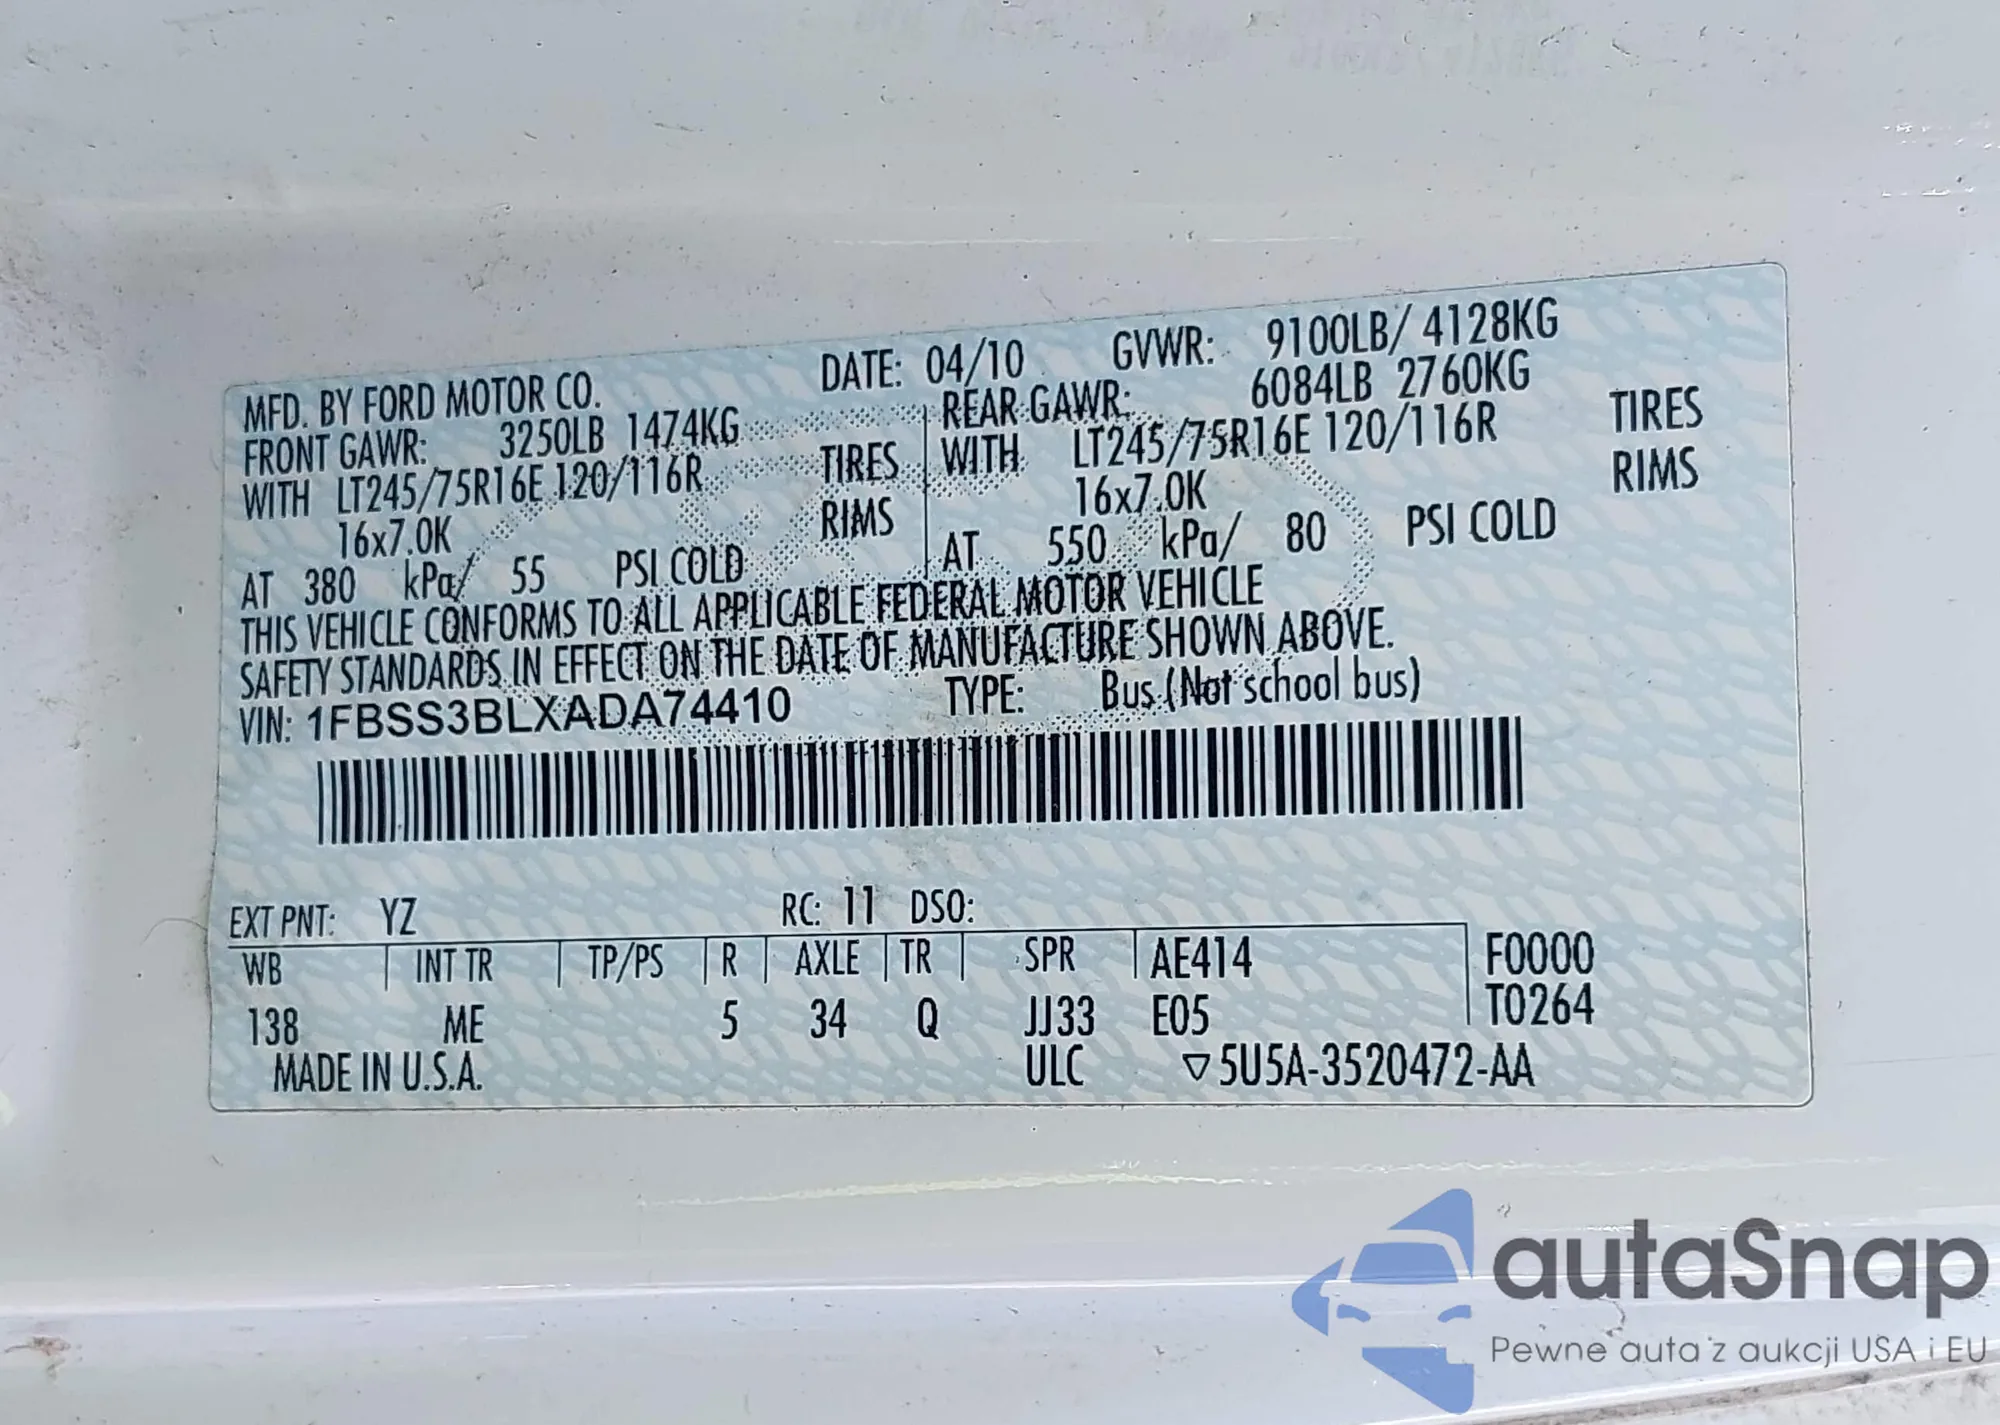 MFD. BY FORD MOTOR CO. DATE: 04/10 GVWR: 9100LB/ 4128KG
FRONT GAWR: 3250LB 1474KG REAR GAWR: 6084LB 2760KG
WITH LT245/75R16E 120/116R TIRES WITH LT245/75R16E 120/116R TIRES
16x7.0K RIMS 16x7.0K RIMS
AT 380 kPa/ 55 PSI COLD AT 550 kPa/ 80 PSI COLD
THIS VEHICLE CONFORMS TO ALL APPLICABLE FEDERAL MOTOR VEHICLE
SAFETY STANDARDS IN EFFECT ON THE DATE OF MANUFACTURE SHOWN ABOVE.
VIN: 1FBSS3BLXADA74410 TYPE: Bus (Not school bus)
EXT PNT: YZ RC: 11 DSO:
WB INT TR TP/PS R AXLE TR SPR AE414 F0000
138 ME 5 34 Q JJ33 E05 T0264
MADE IN U.S.A. ULC ▽5U5A-3520472-AA
autaSnap
Pewne auta z aukcji USA i EU